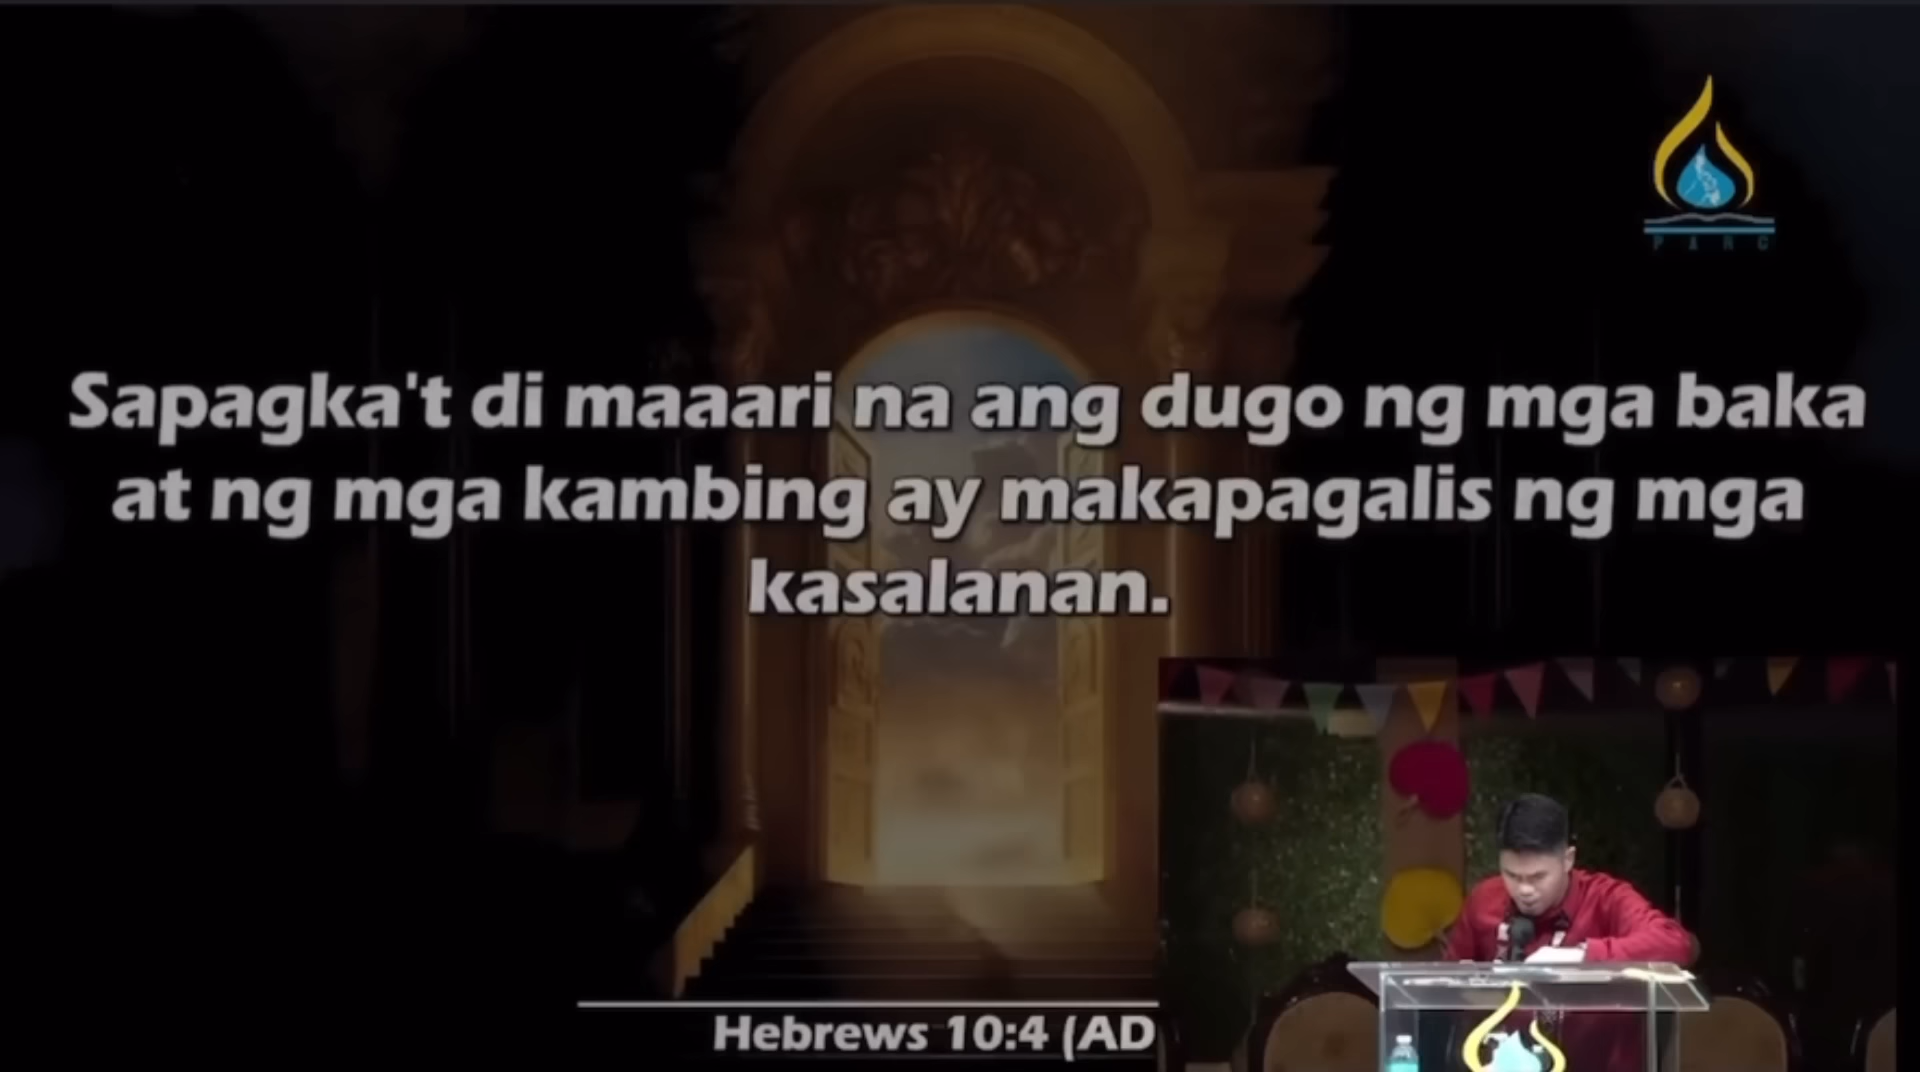 PARC
Sapagka't di maaari na ang dugo ng mga baka
at ng mga kambing ay makapagalis ng mga
kasalanan.
Hebrews 10:4 (AD